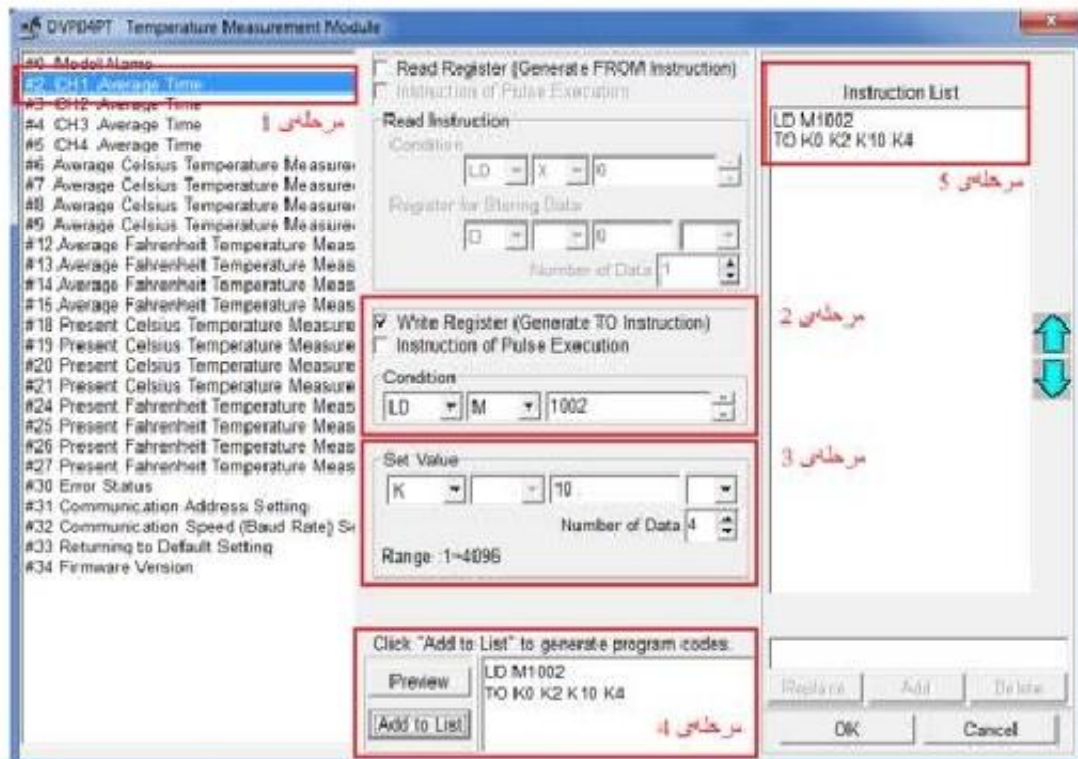 DVP04PT Temperature Measurement Module
#0 Model Name
#2 CH1 Average Time
#3 CH2 Average Time
مرحله‌ی 1
#4 CH3 Average Time
#5 CH4 Average Time
#6 Average Celsius Temperature Measurer
#7 Average Celsius Temperature Measurer
#8 Average Celsius Temperature Measurer
#9 Average Celsius Temperature Measurer
#12 Average Fahrenheit Temperature Meas
#13 Average Fahrenheit Temperature Meas
#14 Average Fahrenheit Temperature Meas
#15 Average Fahrenheit Temperature Meas
#18 Present Celsius Temperature Measure
#19 Present Celsius Temperature Measure
#20 Present Celsius Temperature Measure
#21 Present Celsius Temperature Measure
#24 Present Fahrenheit Temperature Meas
#25 Present Fahrenheit Temperature Meas
#26 Present Fahrenheit Temperature Meas
#27 Present Fahrenheit Temperature Meas
#30 Error Status
#31 Communication Address Setting
#32 Communication Speed (Baud Rate) Se
#33 Returning to Default Setting
#34 Firmware Version
Read Register (Generate FROM Instruction)
Instruction of Pulse Execution
Read Instruction
Condition
LD X 0
Register for Storing Data
D 0
Number of Data 1
Write Register (Generate TO Instruction)
Instruction of Pulse Execution
Condition
LD M 1002
Set Value
K 10
Number of Data 4
Range :1~4096
Click "Add to List" to generate program codes.
Preview
Add to List
LD M1002
TO K0 K2 K10 K4
مرحله‌ی 4
Instruction List
LD M1002
TO K0 K2 K10 K4
مرحله‌ی 5
مرحله‌ی 2
مرحله‌ی 3
Replace Add Delete
OK Cancel